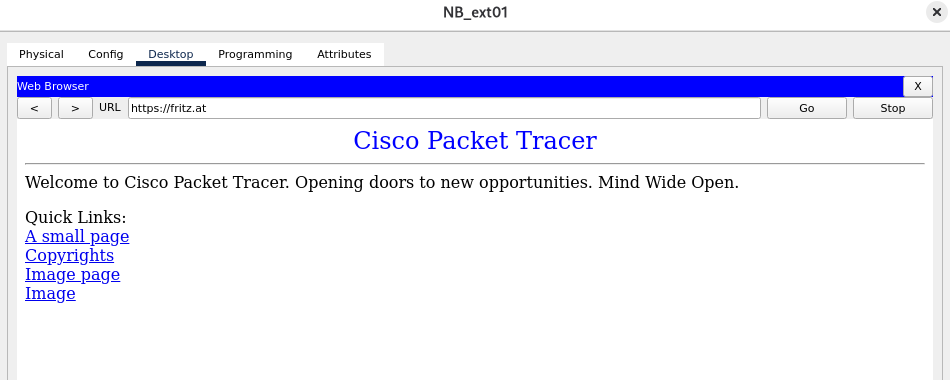 NB_ext01
Physical Config Desktop Programming Attributes
Web Browser X
< > URL https://fritz.at Go Stop
Cisco Packet Tracer
Welcome to Cisco Packet Tracer. Opening doors to new opportunities. Mind Wide Open.
Quick Links:
A small page
Copyrights
Image page
Image